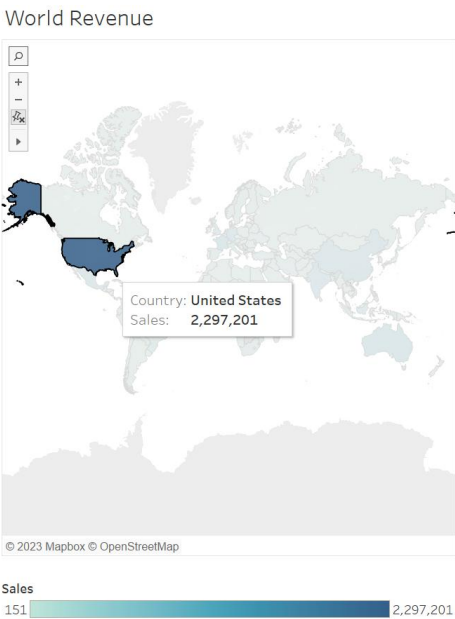 World Revenue
Country: United States
Sales: 2,297,201
© 2023 Mapbox © OpenStreetMap
Sales
151 2,297,201